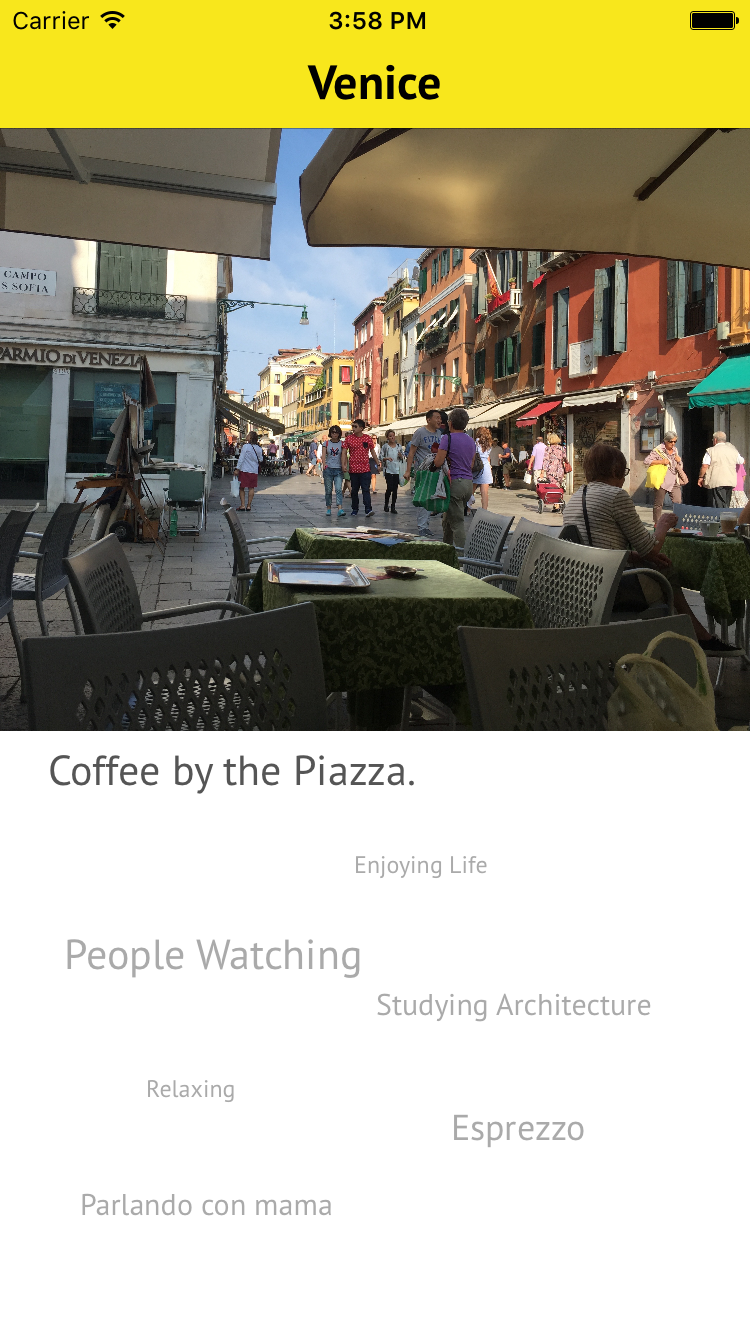 Carrier
3:58 PM
Venice
CAMPO
S SOFIA
PARMIO DI VENEZIA
Coffee by the Piazza.
Enjoying Life
People Watching
Studying Architecture
Relaxing
Esprezzo
Parlando con mama